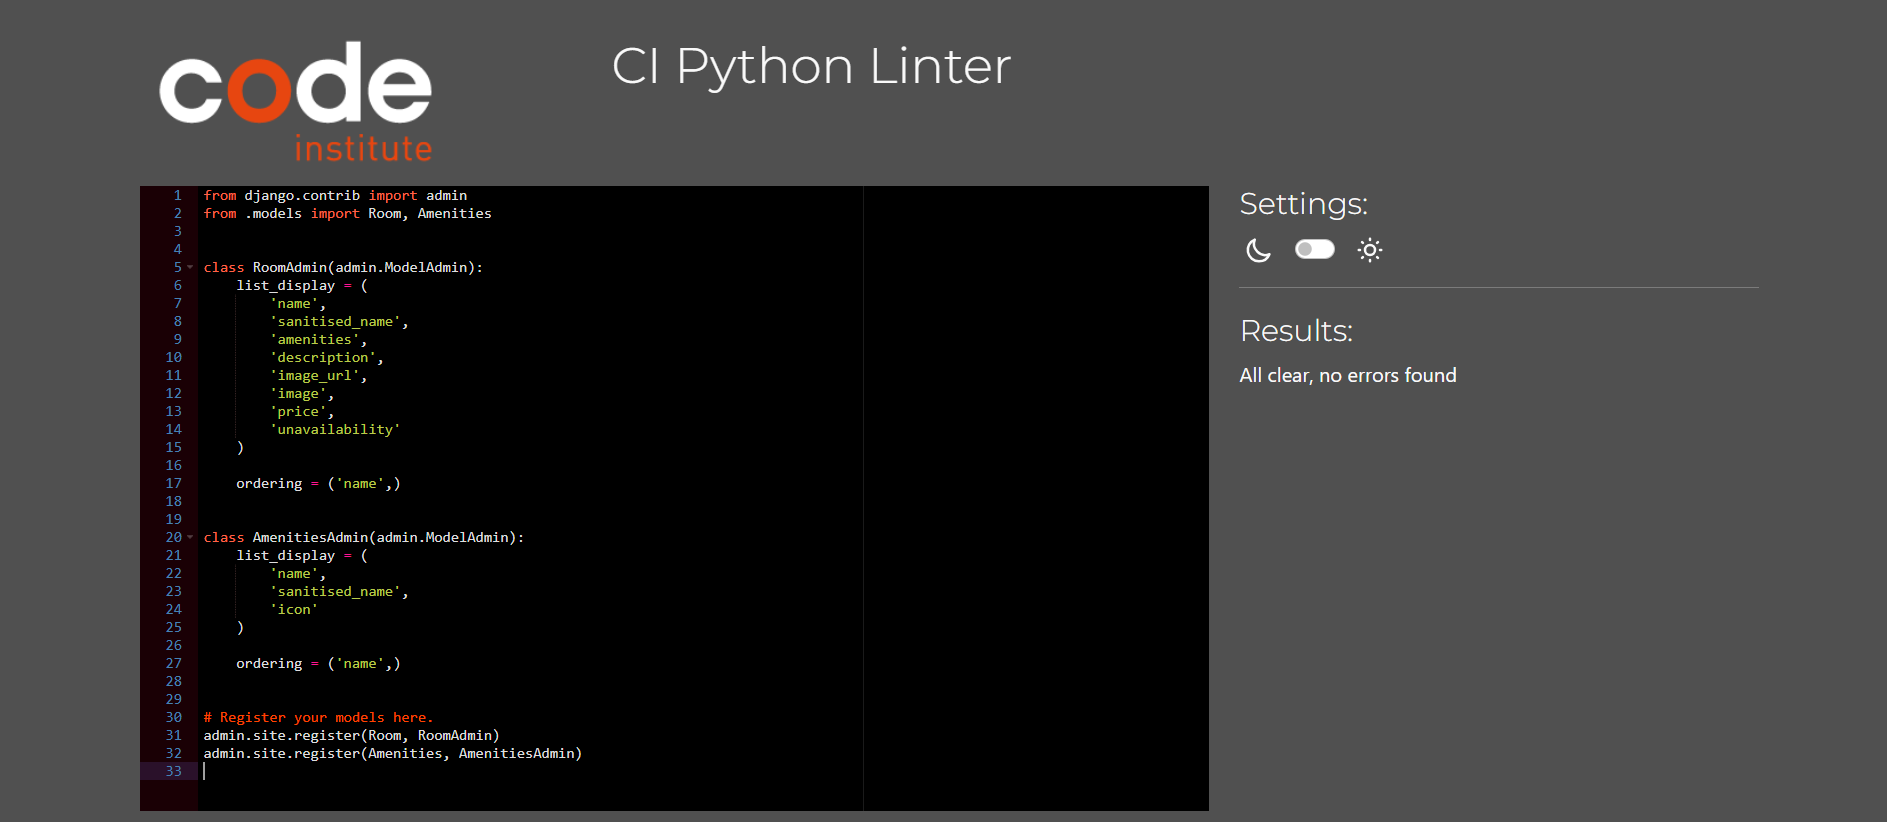 code
institute
CI Python Linter
1 from django.contrib import admin
2 from .models import Room, Amenities
3
4
5 class RoomAdmin(admin.ModelAdmin):
6     list_display = (
7         'name',
8         'sanitised_name',
9         'amenities',
10         'description',
11         'image_url',
12         'image',
13         'price',
14         'unavailability'
15     )
16
17     ordering = ('name',)
18
19
20 class AmenitiesAdmin(admin.ModelAdmin):
21     list_display = (
22         'name',
23         'sanitised_name',
24         'icon'
25     )
26
27     ordering = ('name',)
28
29
30 # Register your models here.
31 admin.site.register(Room, RoomAdmin)
32 admin.site.register(Amenities, AmenitiesAdmin)
33
Settings:
Results:
All clear, no errors found